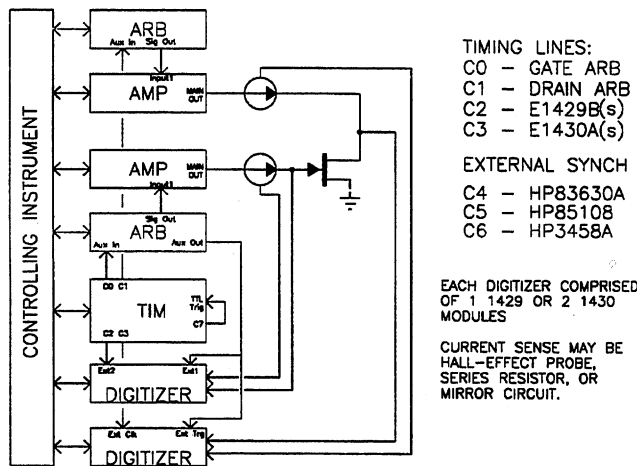 CONTROLLING INSTRUMENT
ARB
Aux In
Sig Out
Input1
AMP
MAIN OUT
AMP
MAIN OUT
Input1
Sig Out
ARB
Aux In
Aux Out
C0 C1
TIM
TTL Trig
C7
C2 C3
Ext2
Ext1
DIGITIZER
Ext Clk
Ext Trg
DIGITIZER
TIMING LINES:
C0 – GATE ARB
C1 – DRAIN ARB
C2 – E1429B(s)
C3 – E1430A(s)
EXTERNAL SYNCH
C4 – HP83630A
C5 – HP85108
C6 – HP3458A
EACH DIGITIZER COMPRISED
OF 1 1429 OR 2 1430
MODULES
CURRENT SENSE MAY BE
HALL–EFFECT PROBE,
SERIES RESISTOR, OR
MIRROR CIRCUIT.